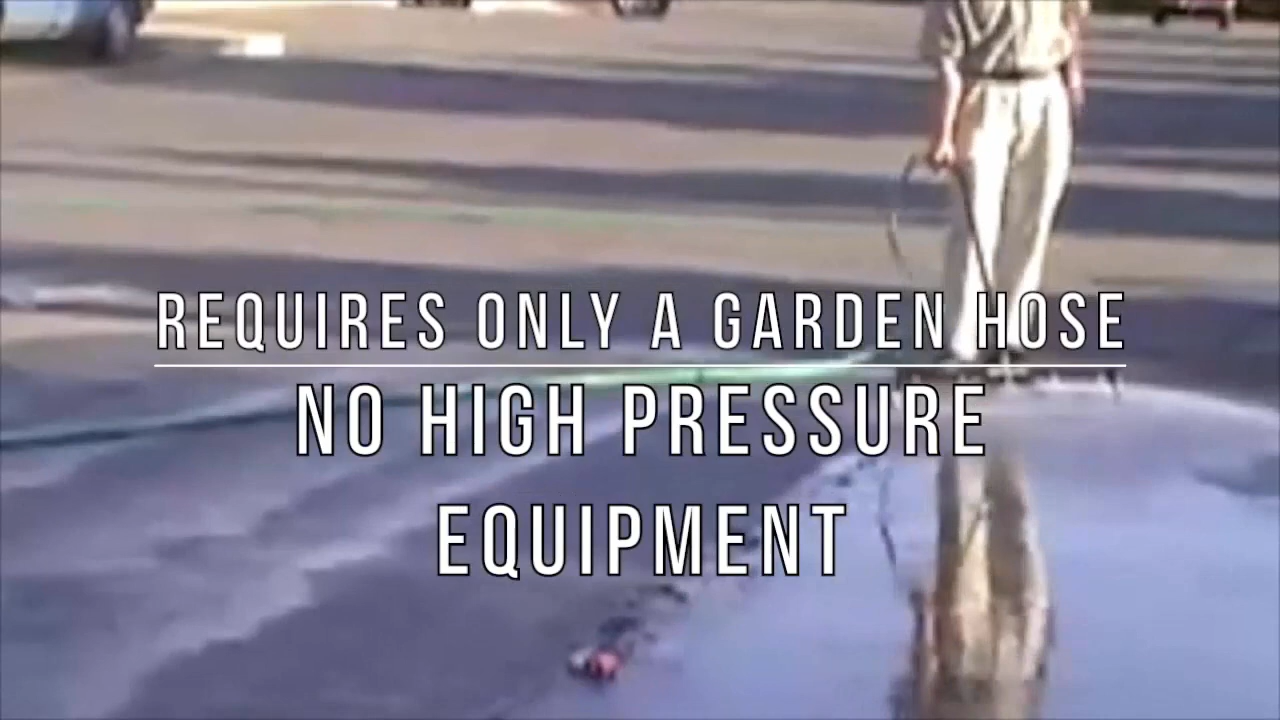 REQUIRES ONLY A GARDEN HOSE
NO HIGH PRESSURE
EQUIPMENT